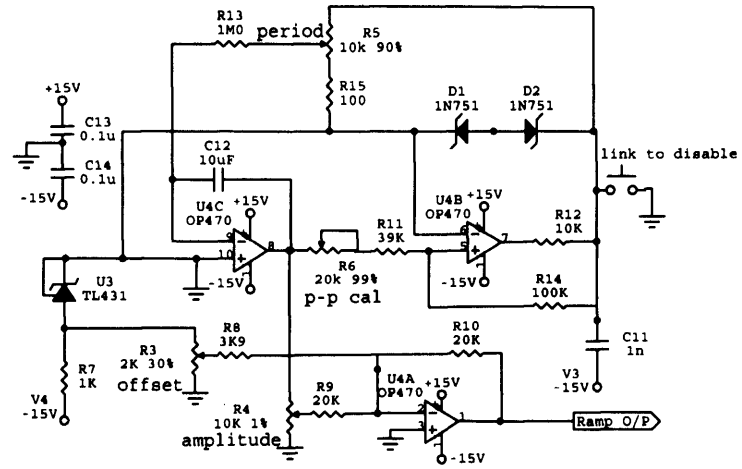 R13
1M0
period
R5
10k 90%
R15
100
D1
1N751
D2
1N751
+15V
C13
0.1u
C14
0.1u
-15V
link to disable
C12
10uF
U4C
OP470
+15V
9
10
8
-15V
R6
20k 99%
p-p cal
R11
39K
U4B
OP470
+15V
6
5
7
-15V
R12
10K
R14
100K
U3
TL431
C11
1n
V3
-15V
R7
1K
V4
-15V
R3
2K 30%
offset
R8
3K9
R4
10K 1%
amplitude
R9
20K
R10
20K
U4A
OP470
+15V
2
3
1
-15V
Ramp O/P